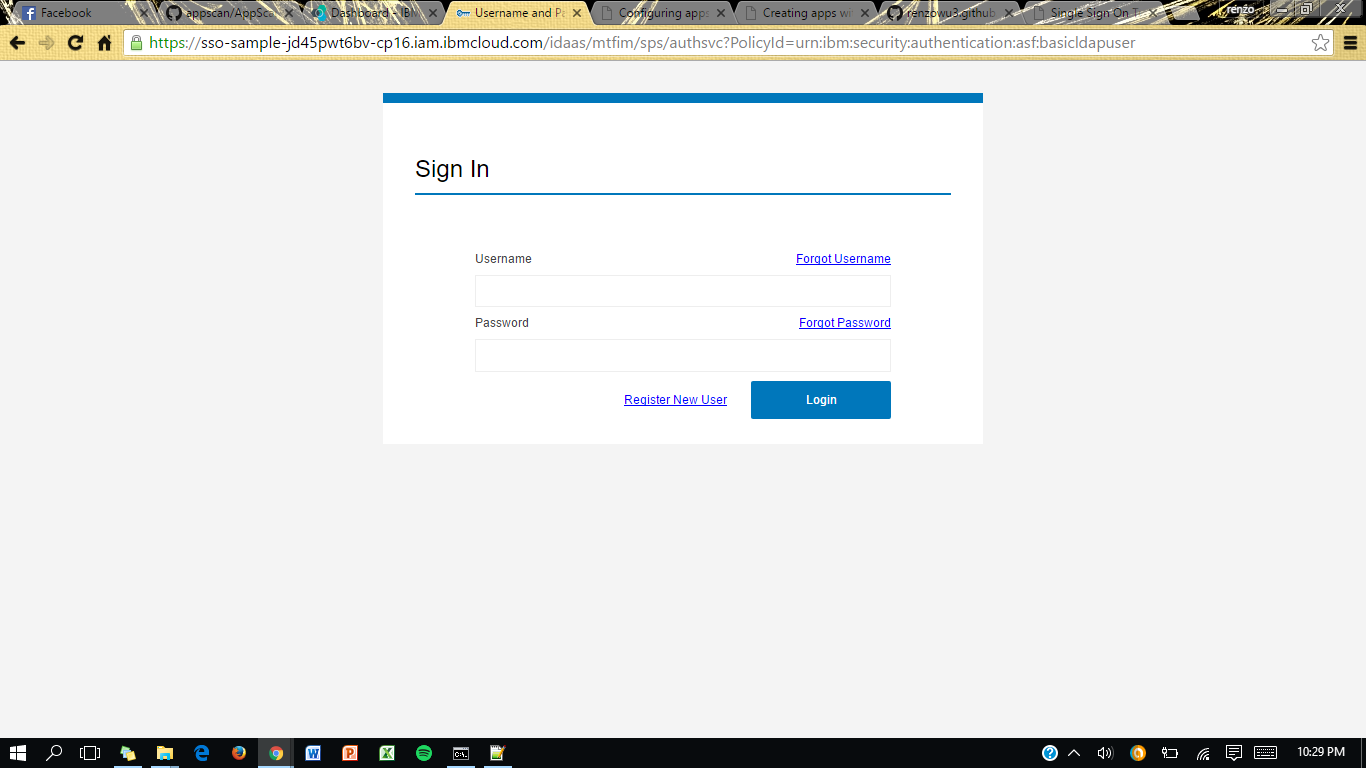 Facebook
appscan/AppSca
Dashboard - IBM
Username and Pa
Configuring apps
Creating apps w
renzowu3.github
Single Sign On T
renzo
https://sso-sample-jd45pwt6bv-cp16.iam.ibmcloud.com/idaas/mtfim/sps/authsvc?PolicyId=urn:ibm:security:authentication:asf:basicldapuser
Sign In
Username
Forgot Username
Password
Forgot Password
Register New User
Login
10:29 PM